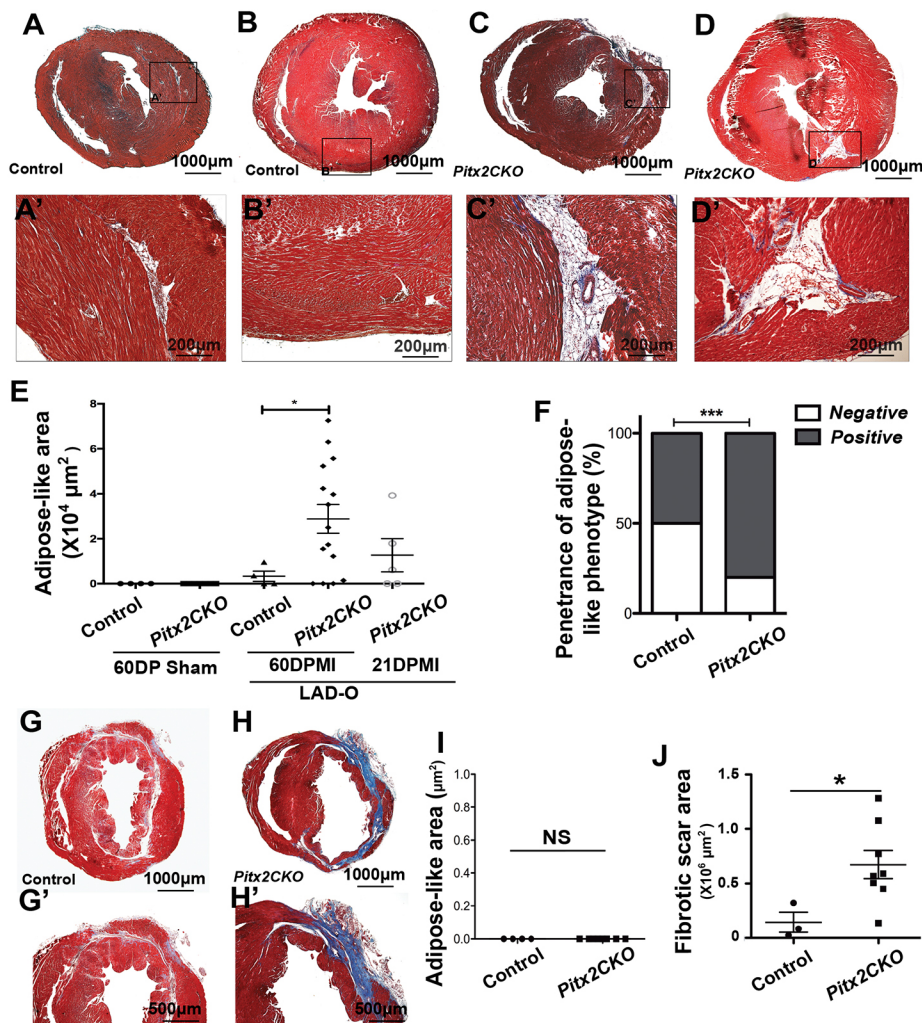 A
B
C
D
A'
B'
C'
D'
Control
1000μm
Control
1000μm
Pitx2CKO
1000μm
Pitx2CKO
1000μm
A'
B'
C'
D'
200μm
200μm
200μm
200μm
E
Adipose-like area
(X10⁴ μm²)
8
6
4
2
0
*
Control
Pitx2CKO
Control
Pitx2CKO
Pitx2CKO
60DP Sham
60DPMI
21DPMI
LAD-O
F
Penetrance of adipose-
like phenotype (%)
100
50
0
***
Negative
Positive
Control
Pitx2CKO
G
H
Control
1000μm
Pitx2CKO
1000μm
G'
H'
500μm
500μm
I
Adipose-like area (μm²)
1.0
0.8
0.6
0.4
0.2
0.0
NS
Control
Pitx2CKO
J
Fibrotic scar area
(X10⁶ μm²)
1.5
1.0
0.5
0
*
Control
Pitx2CKO